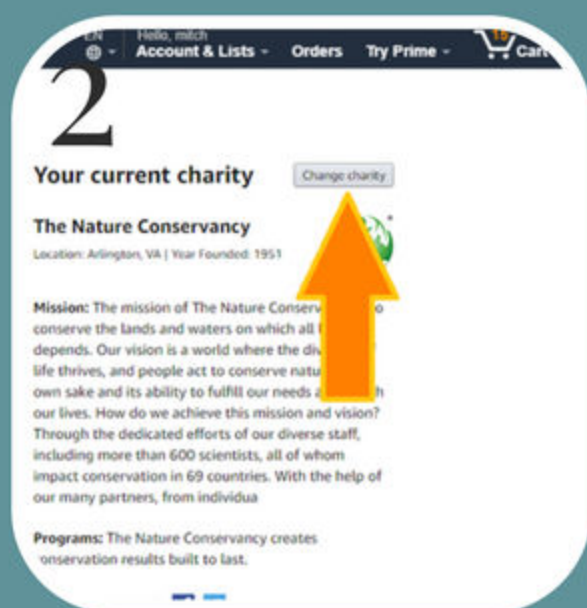 EN
Hello, mitch
Account & Lists
Orders
Try Prime
15
Cart
2
Your current charity
Change charity
The Nature Conservancy
Location: Arlington, VA | Year Founded: 1951
Mission: The mission of The Nature
conserve the lands and waters on which all
depends. Our vision is a world where the
life thrives, and people act to conserve
own sake and its ability to fulfill our needs
our lives. How do we achieve this mission and vision?
Through the dedicated efforts of our diverse staff,
including more than 600 scientists, all of whom
impact conservation in 69 countries. With the help of
our many partners, from individua
Programs: The Nature Conservancy creates
onservation results built to last.